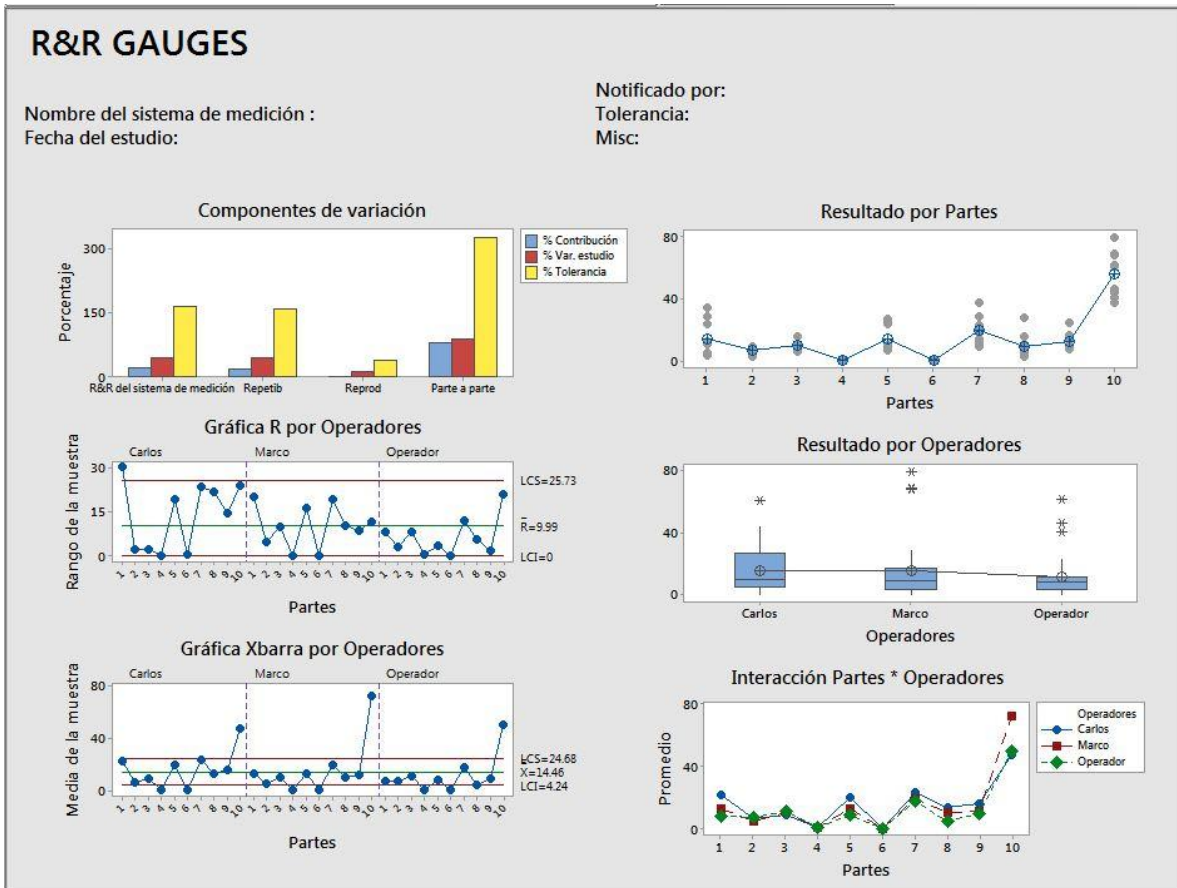 R&R GAUGES
Nombre del sistema de medición :
Fecha del estudio:
Notificado por:
Tolerancia:
Misc:
Componentes de variación
Porcentaje
300
150
0
R&R del sistema de medición Repetib Reprod Parte a parte
% Contribución
% Var. estudio
% Tolerancia
Gráfica R por Operadores
Carlos Marco Operador
Rango de la muestra
30
15
0
LCS=25.73
R=9.99
LCI=0
1 2 3 4 5 6 7 8 9 10 1 2 3 4 5 6 7 8 9 10 1 2 3 4 5 6 7 8 9 10
Partes
Gráfica Xbarra por Operadores
Carlos Marco Operador
Media de la muestra
80
40
0
LCS=24.68
X=14.46
LCI=4.24
1 2 3 4 5 6 7 8 9 10 1 2 3 4 5 6 7 8 9 10 1 2 3 4 5 6 7 8 9 10
Partes
Resultado por Partes
80
40
0
1 2 3 4 5 6 7 8 9 10
Partes
Resultado por Operadores
80
40
0
Carlos Marco Operador
Operadores
Interacción Partes * Operadores
Promedio
80
40
0
1 2 3 4 5 6 7 8 9 10
Partes
Operadores
Carlos
Marco
Operador